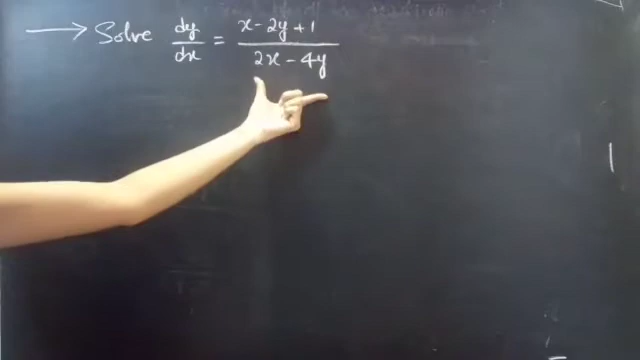 → Solve dy/dx = (x - 2y + 1)/(2x - 4y)